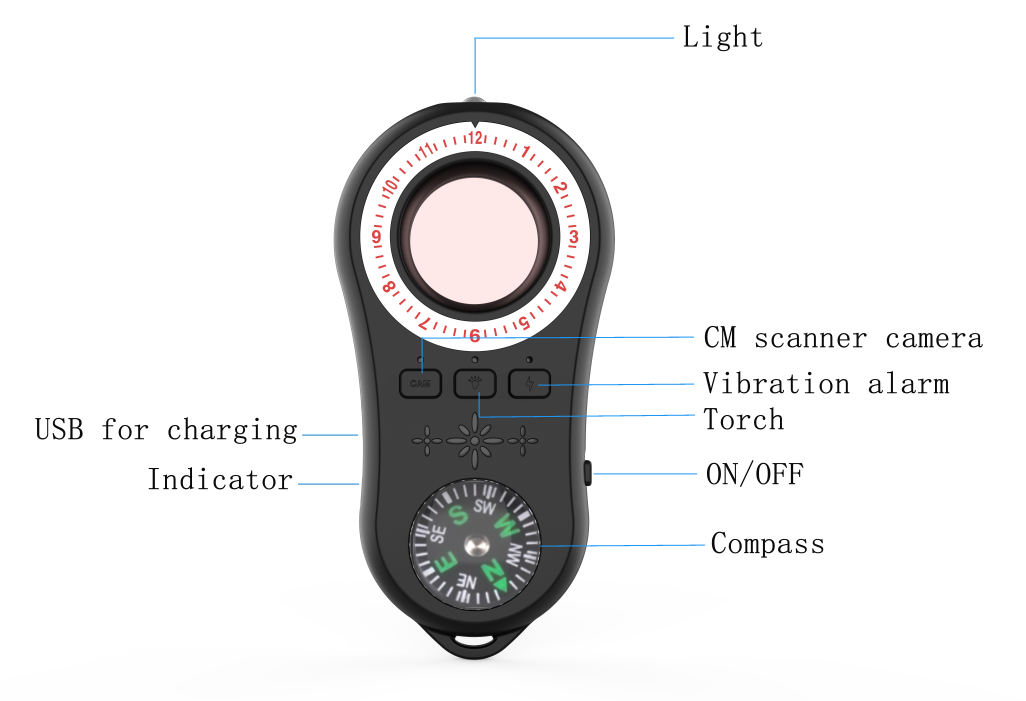 Light
12
1
2
3
4
5
6
7
8
9
10
11
CM scanner camera
CAM
Vibration alarm
Torch
USB for charging
Indicator
ON/OFF
Compass
S
SW
W
NW
N
NE
E
SE